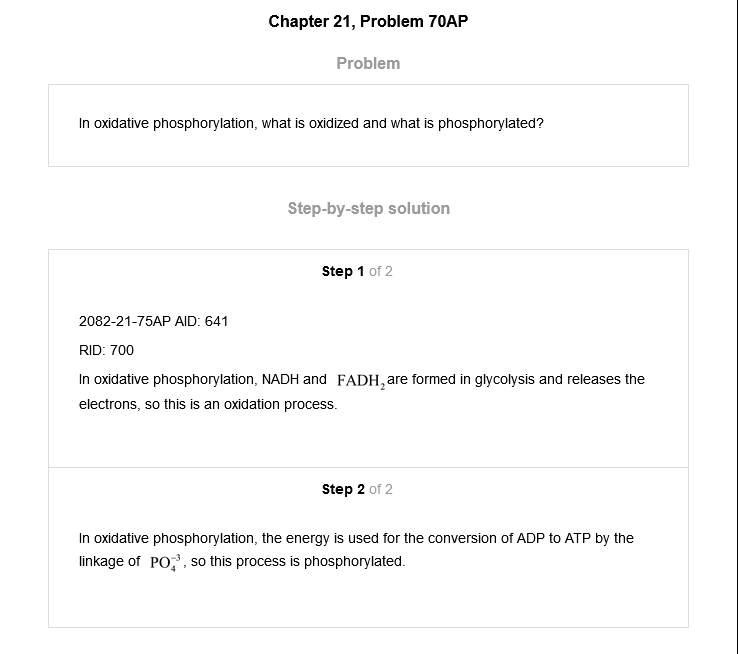 Chapter 21, Problem 70AP
Problem
In oxidative phosphorylation, what is oxidized and what is phosphorylated?
Step-by-step solution
Step 1 of 2
2082-21-75AP AID: 641
RID: 700
In oxidative phosphorylation, NADH and FADH₂ are formed in glycolysis and releases the
electrons, so this is an oxidation process.
Step 2 of 2
In oxidative phosphorylation, the energy is used for the conversion of ADP to ATP by the
linkage of PO₄⁻³, so this process is phosphorylated.